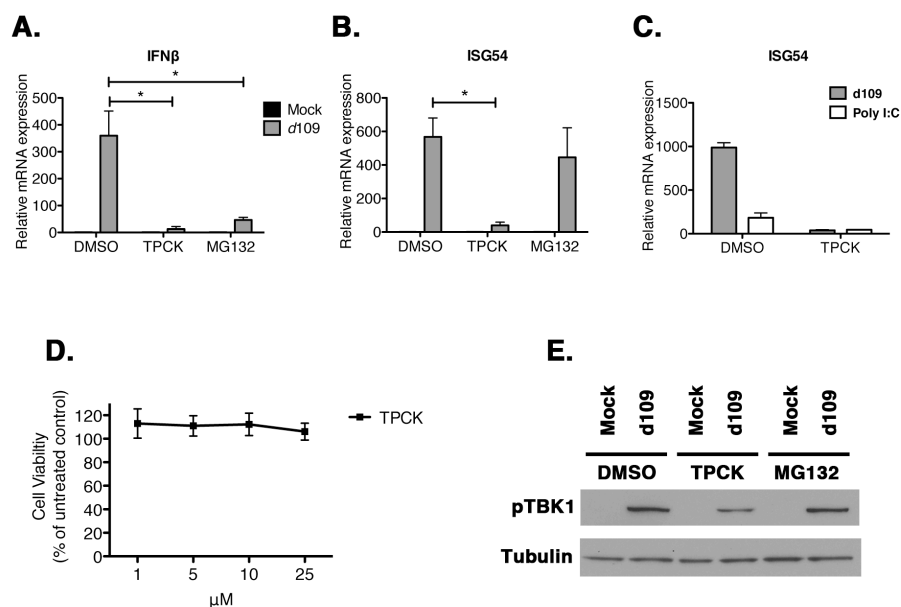 A.
IFNβ
Relative mRNA expression
500
400
300
200
100
0
*
*
DMSO TPCK MG132
Mock
d109
B.
ISG54
Relative mRNA expression
800
600
400
200
0
*
DMSO TPCK MG132
C.
ISG54
Relative mRNA expression
1500
1000
500
0
DMSO TPCK
d109
Poly I:C
D.
Cell Viabiltiy
(% of untreated control)
120
100
80
60
40
20
0
1 5 10 25
µM
TPCK
E.
Mock d109 Mock d109 Mock d109
DMSO TPCK MG132
pTBK1
Tubulin